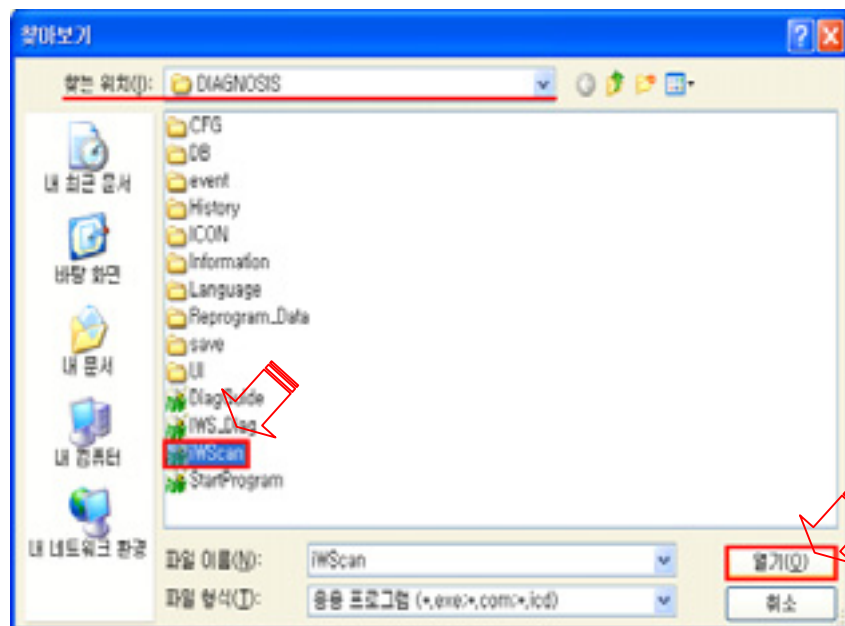 찾아보기
찾는 위치(I):
DIAGNOSIS
CFG
DB
event
History
ICON
Information
Language
Reprogram_Data
save
UI
DiagGuide
IWS_Diag
iWScan
StartProgram
내 최근 문서
바탕 화면
내 문서
내 컴퓨터
내 네트워크 환경
파일 이름(N):
iWScan
열기(O)
파일 형식(T):
응용 프로그램 (*.exe;*.com;*.icd)
취소